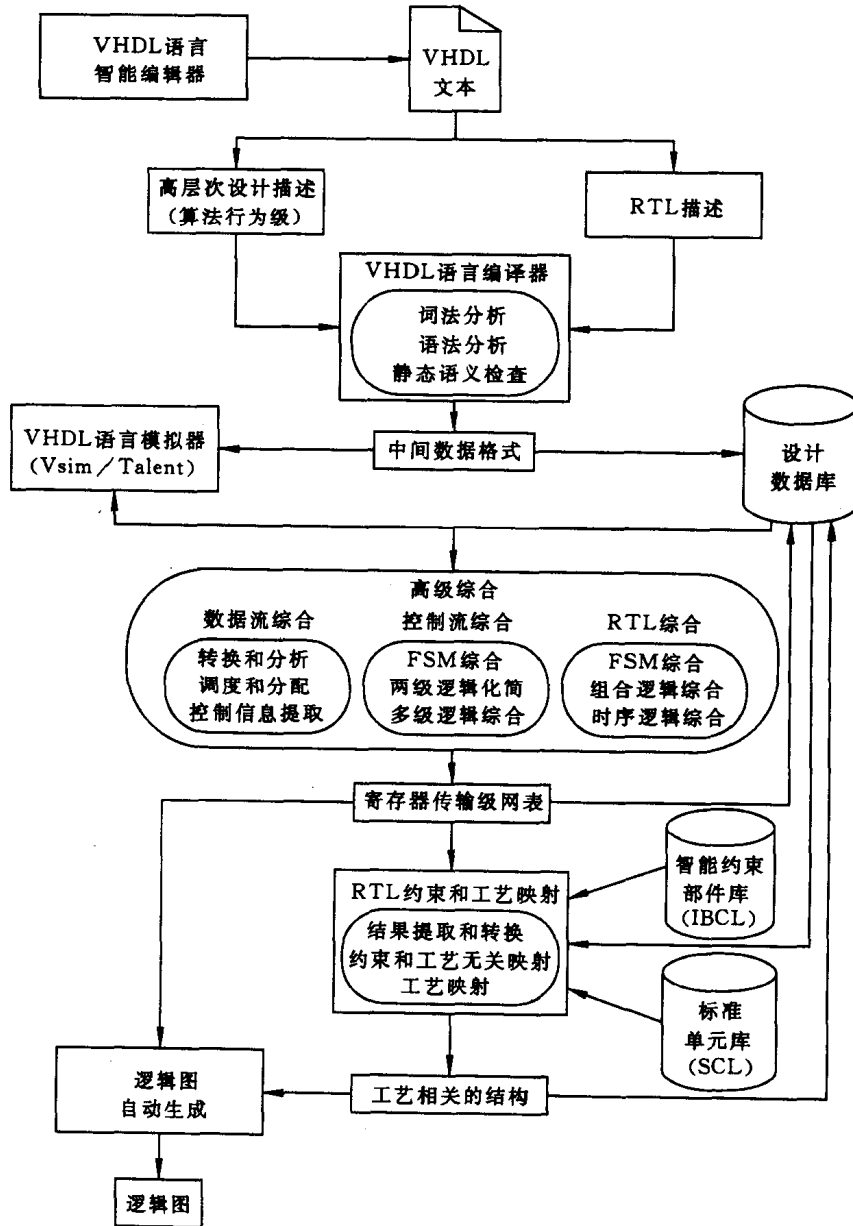 VHDL语言
智能编辑器
VHDL
文本
高层次设计描述
(算法行为级)
RTL描述
VHDL语言编译器
词法分析
语法分析
静态语义检查
VHDL语言模拟器
(Vsim／Talent)
中间数据格式
设计
数据库
高级综合
数据流综合
转换和分析
调度和分配
控制信息提取
控制流综合
FSM综合
两级逻辑化简
多级逻辑综合
RTL综合
FSM综合
组合逻辑综合
时序逻辑综合
寄存器传输级网表
智能约束
部件库
(IBCL)
RTL约束和工艺映射
结果提取和转换
约束和工艺无关映射
工艺映射
标准
单元库
(SCL)
逻辑图
自动生成
工艺相关的结构
逻辑图